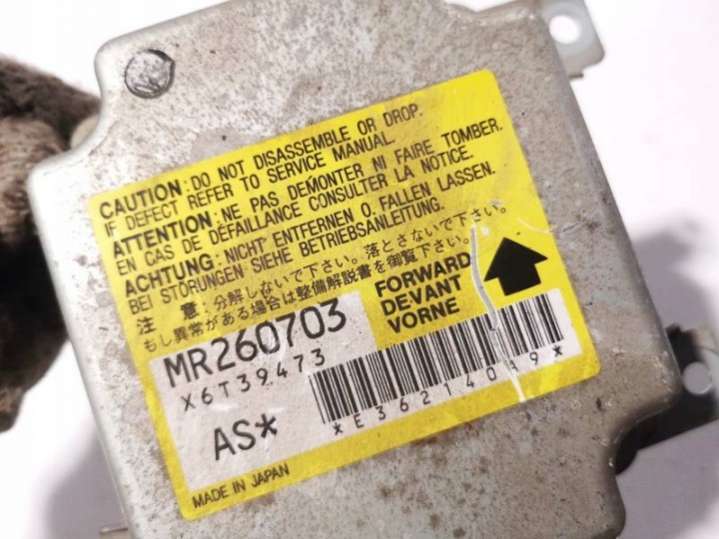 CAUTION: DO NOT DISASSEMBLE OR DROP.
IF DEFECT REFER TO SERVICE MANUAL.
ATTENTION: NE PAS DEMONTER NI FAIRE TOMBER.
EN CAS DE DEFAILLANCE CONSULTER LA NOTICE.
ACHTUNG: NICHT ENTFERNEN O. FALLEN LASSEN.
BEI STÖRUNGEN SIEHE BETRIEBSANLEITUNG.
注 意:分解しないで下さい。落とさないで下さい。
もし異常がある場合は整備解説書を御覧下さい。
FORWARD
DEVANT
VORNE
MR260703
X6T39473
AS*
*E36214019*
MADE IN JAPAN